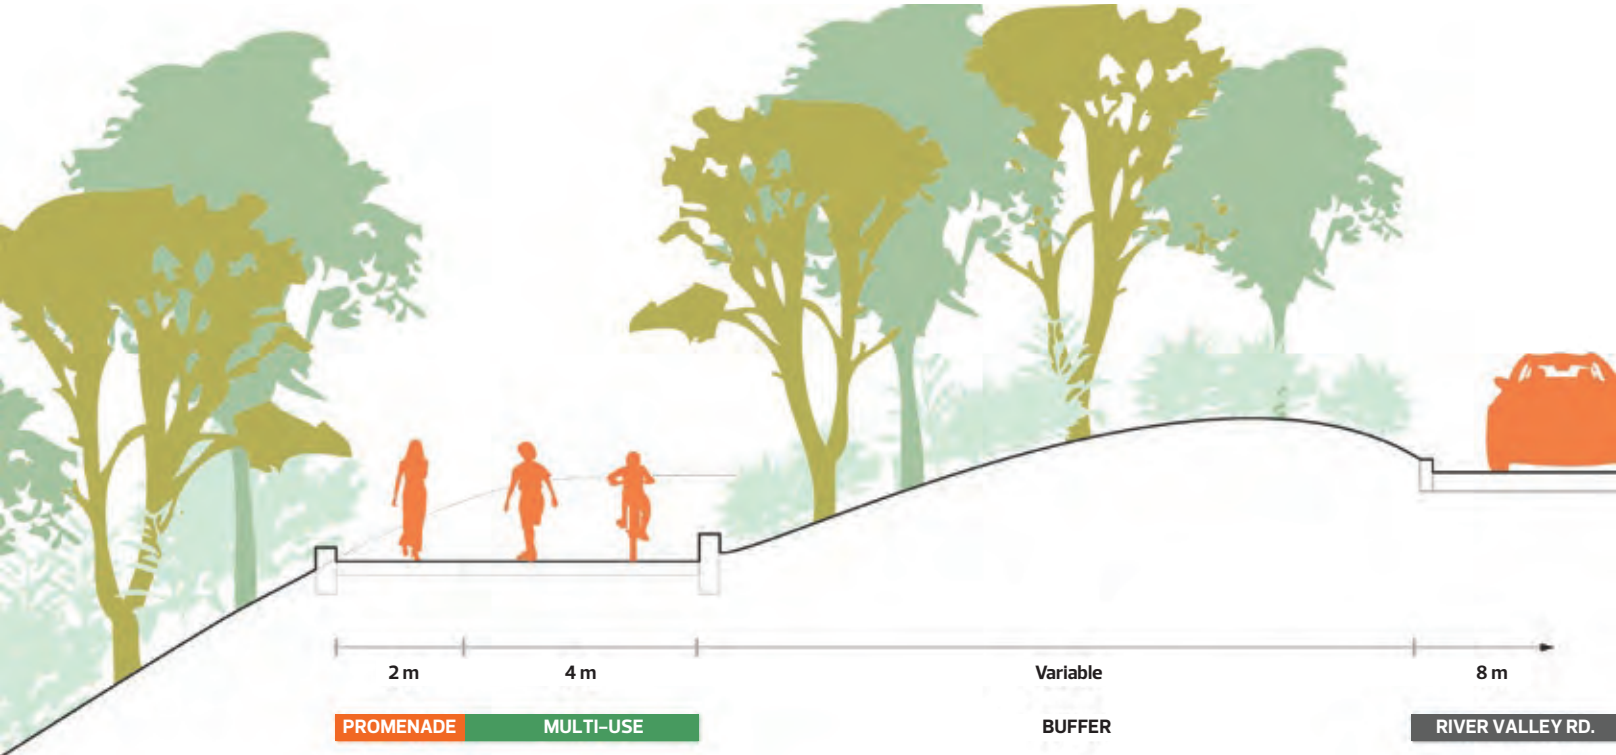 2 m 4 m Variable 8 m
PROMENADE MULTI-USE BUFFER RIVER VALLEY RD.